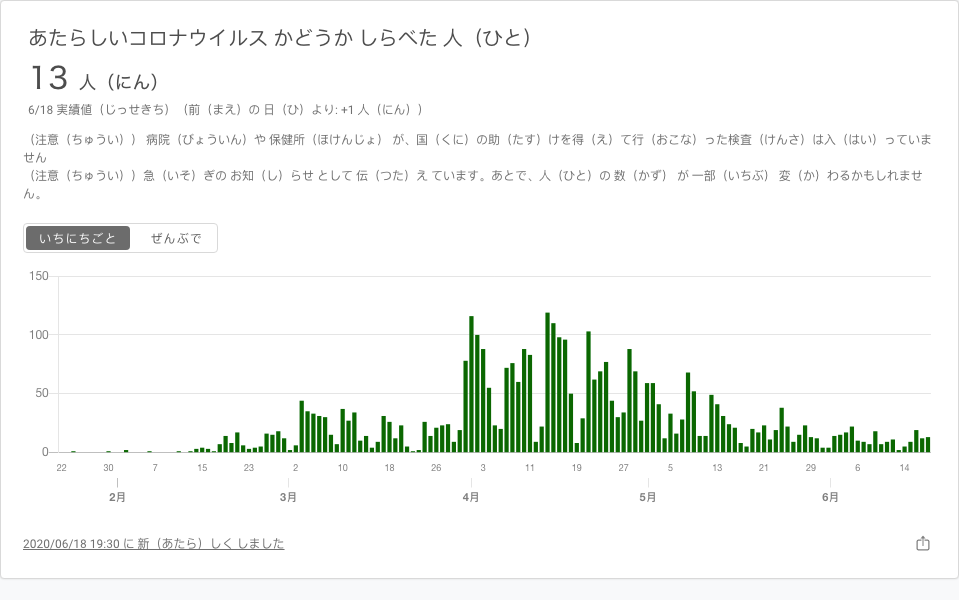 あたらしいコロナウイルス かどうか しらべた 人（ひと）
13 人（にん）
6/18 実績値（じっせきち）（前（まえ）の 日（ひ）より: +1 人（にん））
（注意（ちゅうい）） 病院（びょういん）や 保健所（ほけんじょ） が、国（くに）の助（たす）けを得（え）て行（おこな）った検査（けんさ）は入（はい）っていま
せん
（注意（ちゅうい））急（いそ）ぎの お知（し）らせ として 伝（つた）え ています。あとで、人（ひと）の 数（かず） が 一部（いちぶ） 変（か）わるかもしれませ
ん。
いちにちごと ぜんぶで
150
100
50
0
22 30 7 15 23 2 10 18 26 3 11 19 27 5 13 21 29 6 14
2月 3月 4月 5月 6月
2020/06/18 19:30 に 新（あたら）しく しました